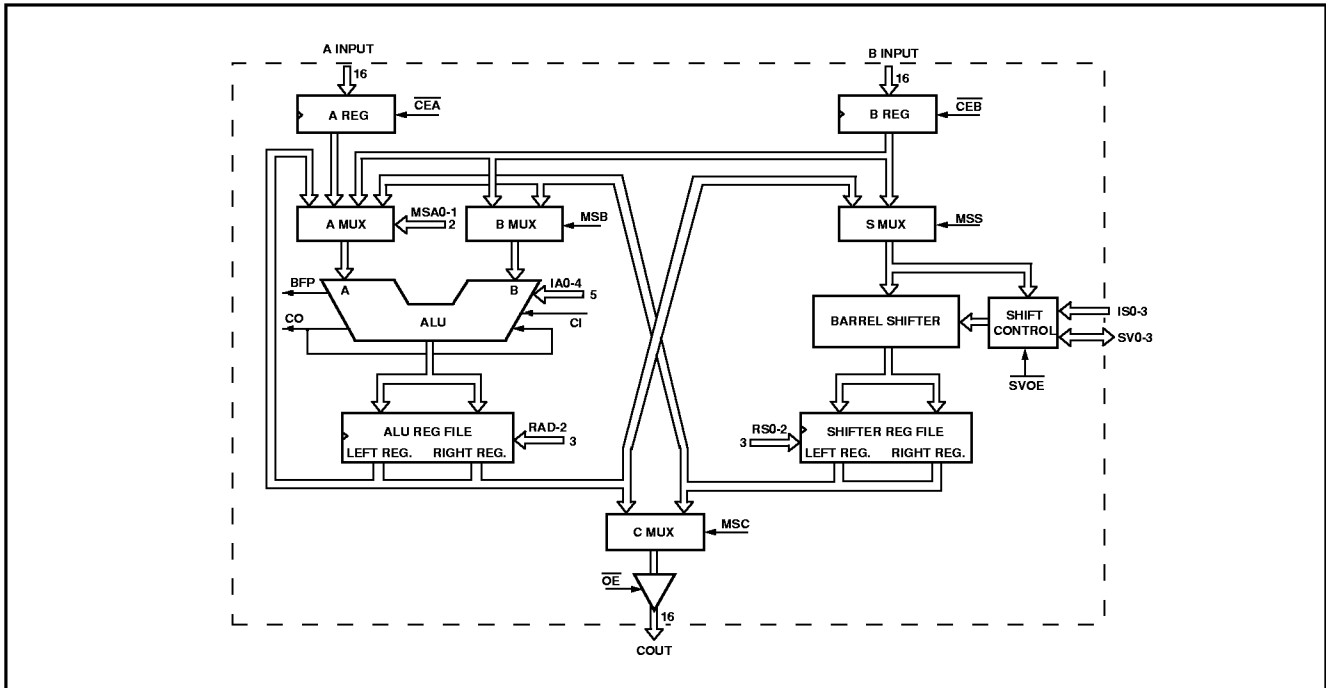 A INPUT
B INPUT
16
16
A REG
CEA
B REG
CEB
A MUX
MSA0-1
2
B MUX
MSB
S MUX
MSS
BFP
A
B
IA0-4
5
CO
ALU
CI
BARREL SHIFTER
SHIFT
CONTROL
IS0-3
SV0-3
SVOE
ALU REG FILE
LEFT REG.
RIGHT REG.
RAD-2
3
RS0-2
3
SHIFTER REG FILE
LEFT REG.
RIGHT REG.
C MUX
MSC
OE
16
COUT